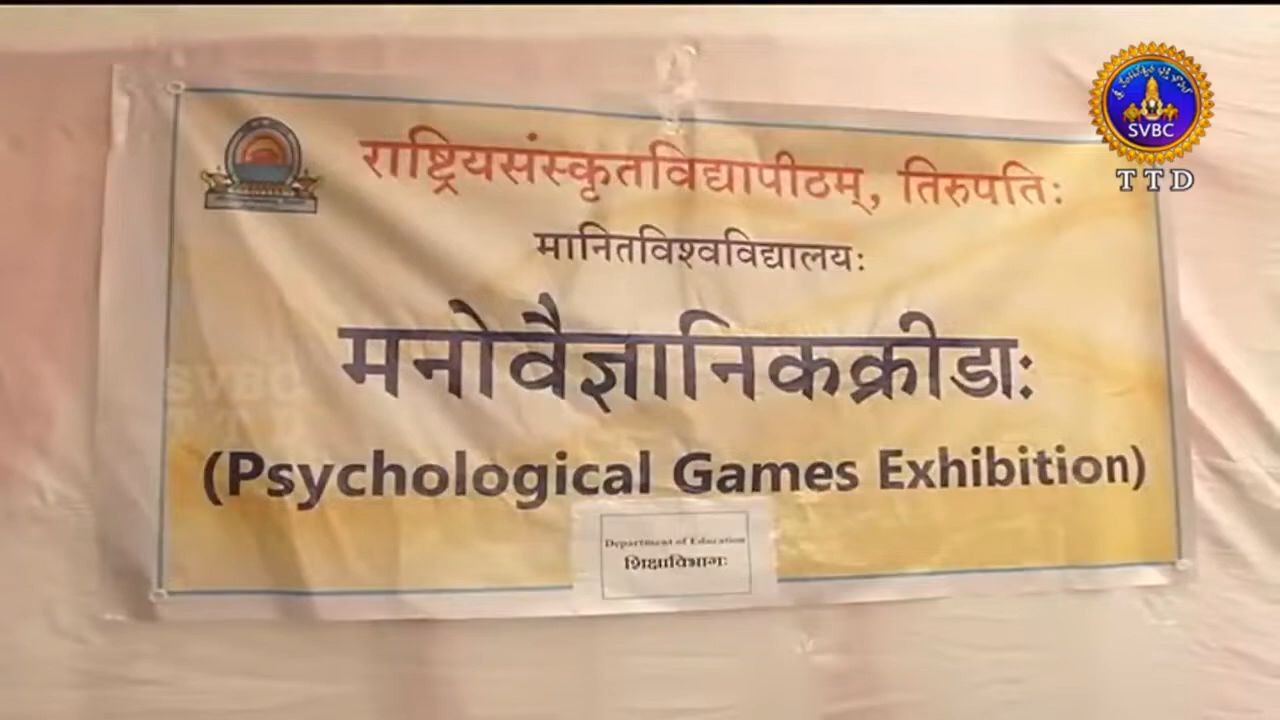 राष्ट्रियसंस्कृतविद्यापीठम्, तिरुपतिः
मानितविश्वविद्यालयः
मनोवैज्ञानिकक्रीडाः
(Psychological Games Exhibition)
Department of Education
शिक्षाविभागः
SVBC
TTD